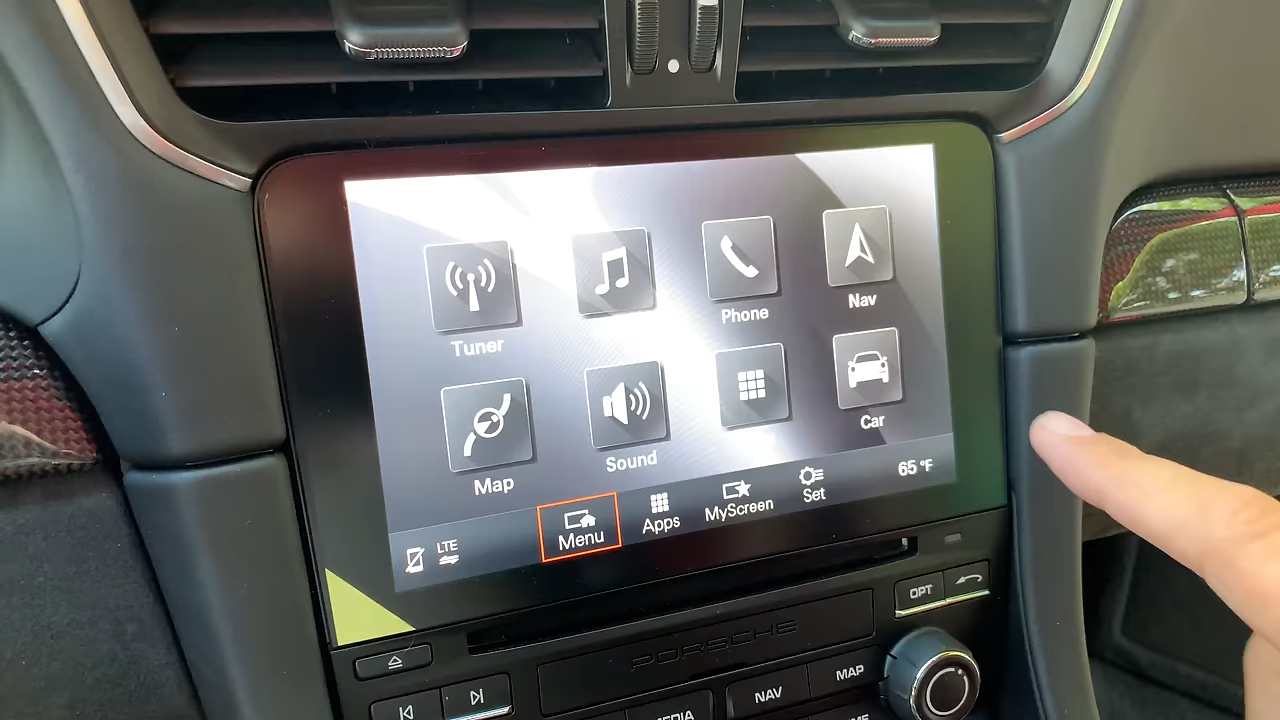 Phone
Nav
Tuner
Car
Sound
Map
65 °F
Set
MyScreen
Apps
Menu
LTE
OPT
PORSCHE
MAP
NAV